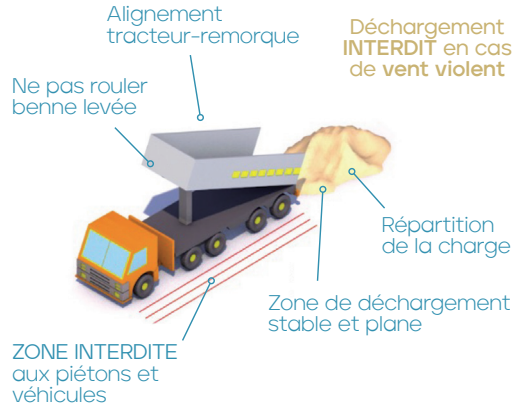 Alignement
tracteur-remorque
Déchargement
INTERDIT en cas
de vent violent
Ne pas rouler
benne levée
Répartition
de la charge
Zone de déchargement
stable et plane
ZONE INTERDITE
aux piétons et
véhicules